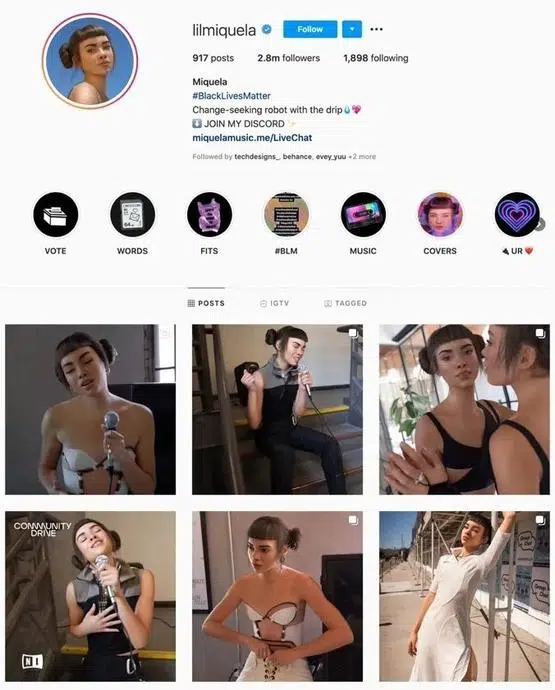 lilmiquela
Follow
917 posts 2.8m followers 1,898 following
Miquela
#BlackLivesMatter
Change-seeking robot with the drip💧💖
⬇️ JOIN MY DISCORD ✨
miquelamusic.me/LiveChat
Followed by techdesigns_, behance, evey_yuu +2 more
VOTE WORDS FITS #BLM MUSIC COVERS 🔌 UR ❤️
POSTS IGTV TAGGED
COMMUNITY
DRIVE
NI